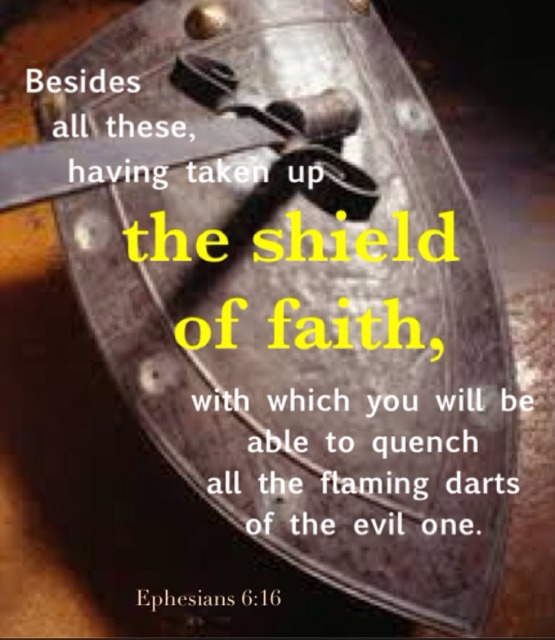 Besides
all these,
having taken up
the shield
of faith,
with which you will be
able to quench
all the flaming darts
of the evil one.
Ephesians 6:16